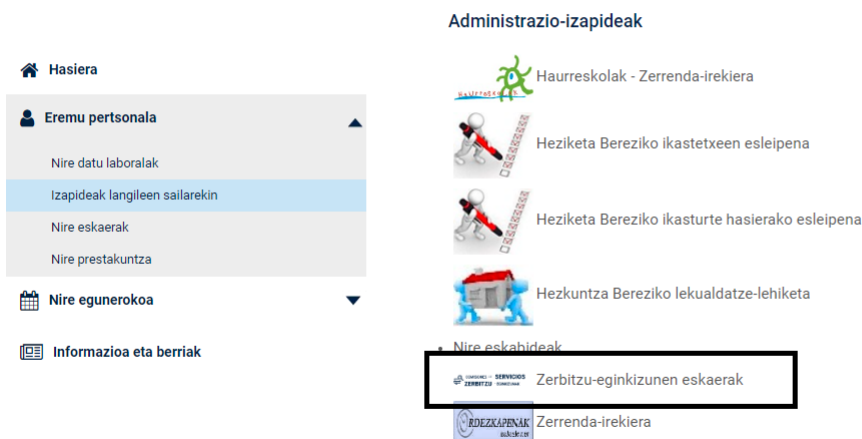 Hasiera
Eremu pertsonala
Nire datu laboralak
Izapideak langileen sailarekin
Nire eskaerak
Nire prestakuntza
Nire egunerokoa
Informazioa eta berriak
Administrazio-izapideak
Haurreskolak - Zerrenda-irekiera
Heziketa Bereziko ikastetxeen esleipena
Heziketa Bereziko ikasturte hasierako esleipena
Hezkuntza Bereziko lekualdatze-lehiketa
Nire eskabideak
SERVICIOS
ZERBITZU
Zerbitzu-eginkizunen eskaerak
ORDEZKAPENAK
Zerrenda-irekiera